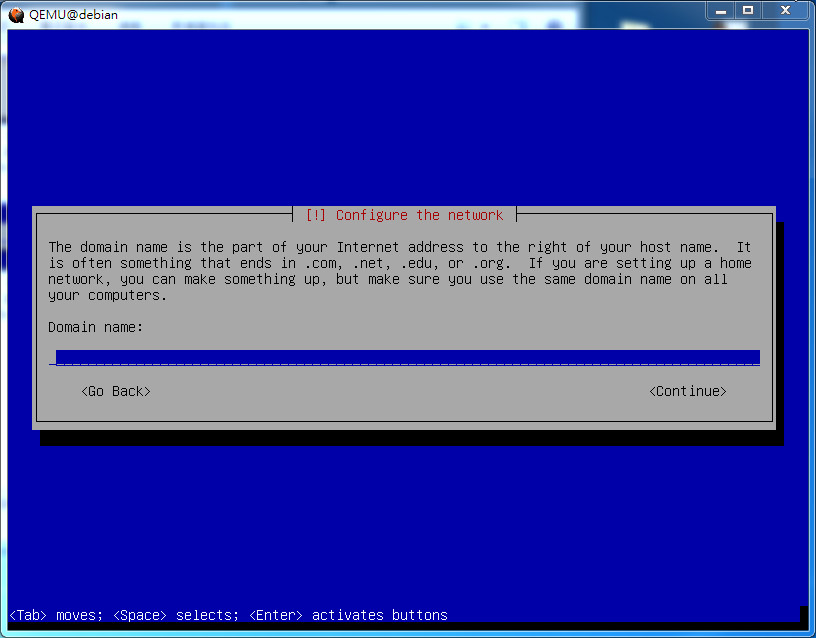 QEMU@debian
[!] Configure the network
The domain name is the part of your Internet address to the right of your host name.  It
is often something that ends in .com, .net, .edu, or .org.  If you are setting up a home
network, you can make something up, but make sure you use the same domain name on all
your computers.
Domain name:
<Go Back> <Continue>
<Tab> moves; <Space> selects; <Enter> activates buttons